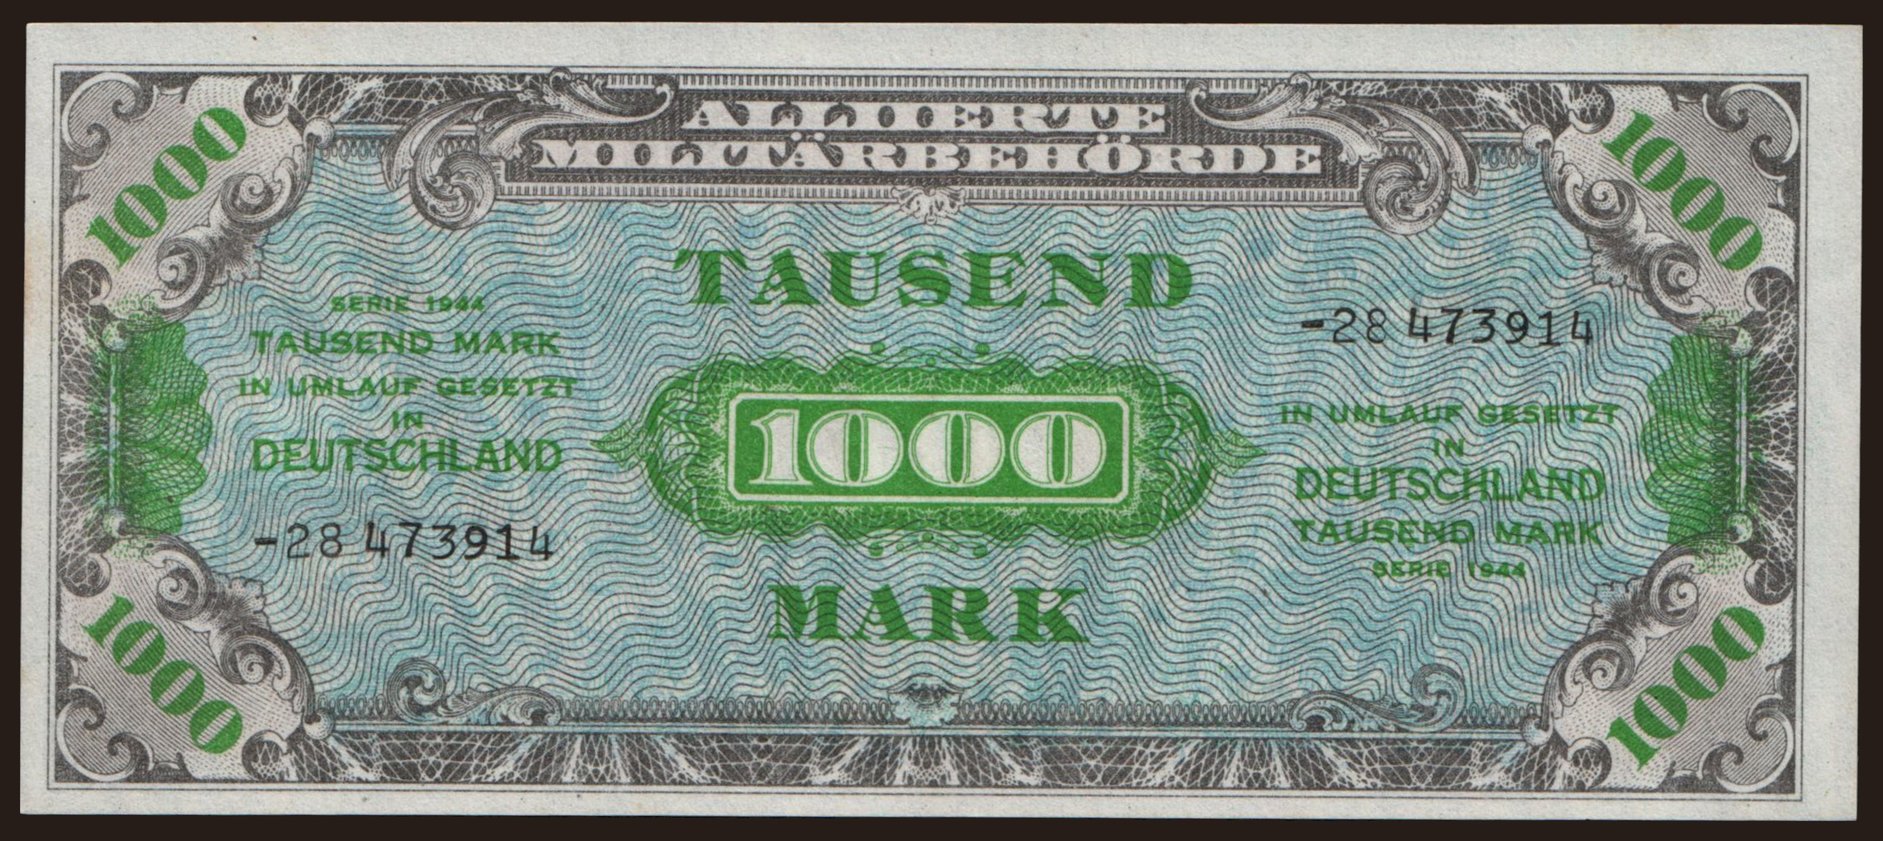 ALLIIERTE
MILITÄRBEHÖRDE
1000
1000
TAUSEND
SERIE 1944
TAUSEND MARK
IN UMLAUF GESETZT
IN
DEUTSCHLAND
-28 473914
1000
-28 473914
IN UMLAUF GESETZT
IN
DEUTSCHLAND
TAUSEND MARK
SERIE 1944
MARK
1000
1000